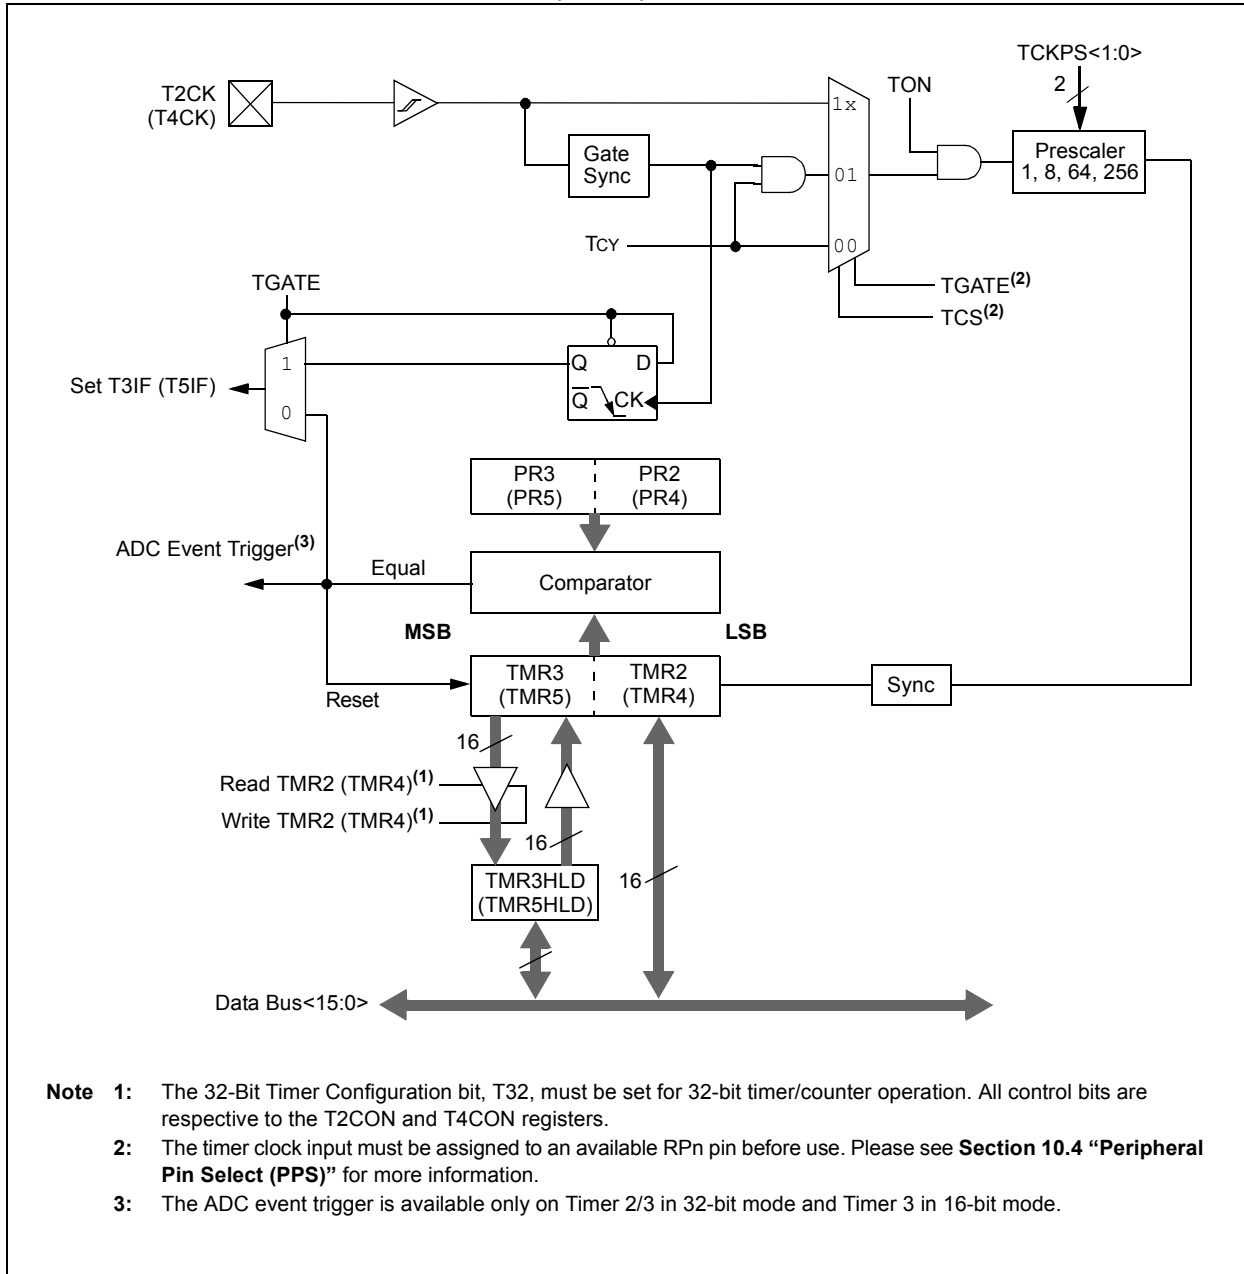 TCKPS<1:0>
2
T2CK
(T4CK)
TON
1x
Gate
Sync
01
Prescaler
1, 8, 64, 256
TCY
00
TGATE(2)
TCS(2)
TGATE
1
Q
D
Set T3IF (T5IF)
Q
CK
0
PR3
(PR5)
PR2
(PR4)
ADC Event Trigger(3)
Equal
Comparator
MSB
LSB
TMR3
(TMR5)
TMR2
(TMR4)
Sync
Reset
16
Read TMR2 (TMR4)(1)
Write TMR2 (TMR4)(1)
16
TMR3HLD
(TMR5HLD)
16
Data Bus<15:0>
Note 1: The 32-Bit Timer Configuration bit, T32, must be set for 32-bit timer/counter operation. All control bits are
respective to the T2CON and T4CON registers.
2: The timer clock input must be assigned to an available RPn pin before use. Please see Section 10.4 “Peripheral
Pin Select (PPS)” for more information.
3: The ADC event trigger is available only on Timer 2/3 in 32-bit mode and Timer 3 in 16-bit mode.